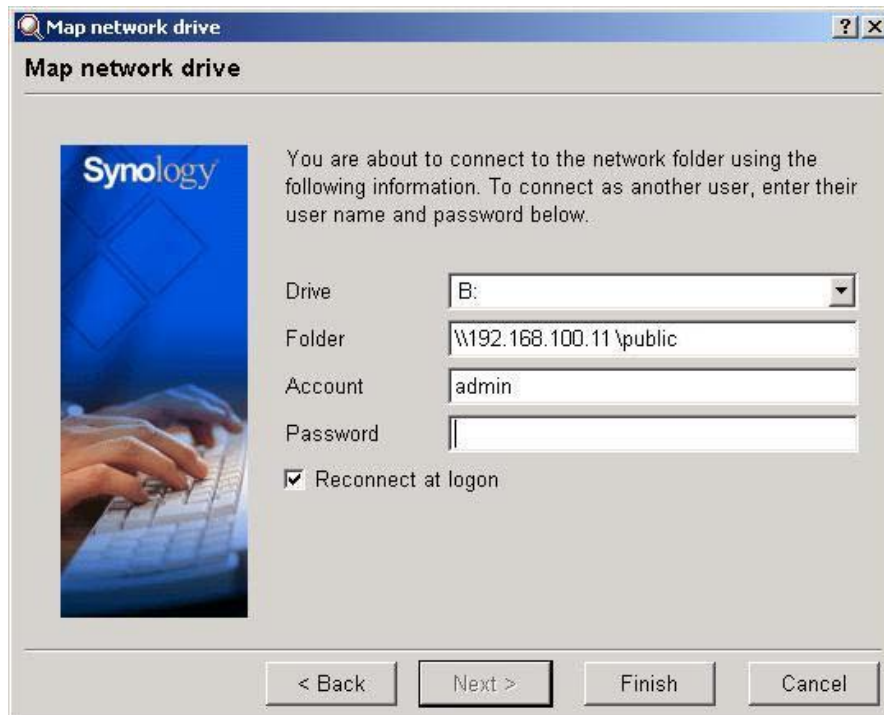 Map network drive
Map network drive
Synology
You are about to connect to the network folder using the
following information. To connect as another user, enter their
user name and password below.
Drive B:
Folder \\192.168.100.11\public
Account admin
Password
Reconnect at logon
< Back Next > Finish Cancel